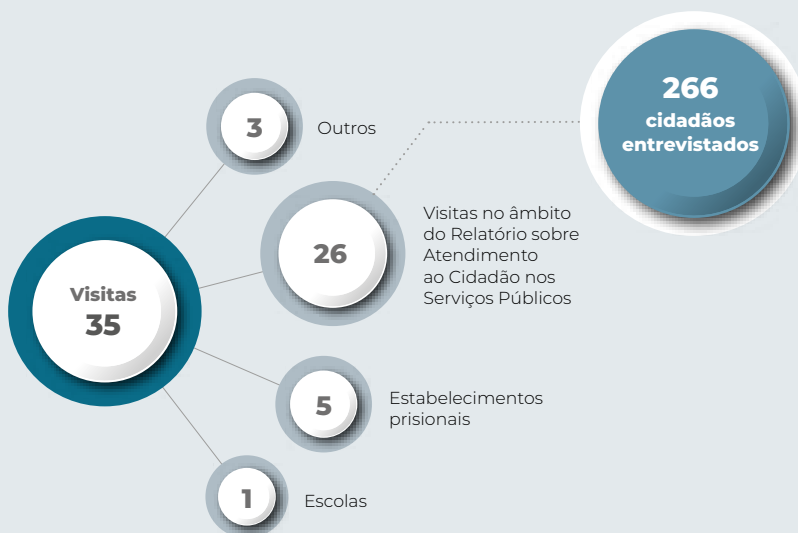 266
cidadãos
entrevistados
3
Outros
26
Visitas no âmbito
do Relatório sobre
Atendimento
ao Cidadão nos
Serviços Públicos
Visitas
35
5
Estabelecimentos
prisionais
1
Escolas